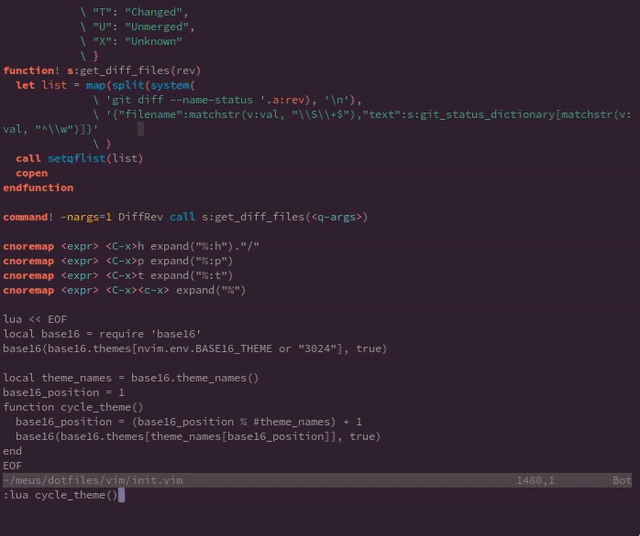 \ "T": "Changed",
\ "U": "Unmerged",
\ "X": "Unknown"
\ }
function! s:get_diff_files(rev)
let list = map(split(system(
\ 'git diff --name-status '.a:rev), '\n'),
\ '{"filename":matchstr(v:val, "\\S\\+$"),"text":s:git_status_dictionary[matchstr(v:
val, "^\\w")]}'
\ )
call setqflist(list)
copen
endfunction
command! -nargs=1 DiffRev call s:get_diff_files(<q-args>)
cnoremap <expr> <C-x>h expand("%:h")."/"
cnoremap <expr> <C-x>p expand("%:p")
cnoremap <expr> <C-x>t expand("%:t")
cnoremap <expr> <C-x><c-x> expand("%")
lua << EOF
local base16 = require 'base16'
base16(base16.themes[nvim.env.BASE16_THEME or "3024"], true)
local theme_names = base16.theme_names()
base16_position = 1
function cycle_theme()
base16_position = (base16_position % #theme_names) + 1
base16(base16.themes[theme_names[base16_position]], true)
end
EOF
~/meus/dotfiles/vim/init.vim 1480,1 Bot
:lua cycle_theme()